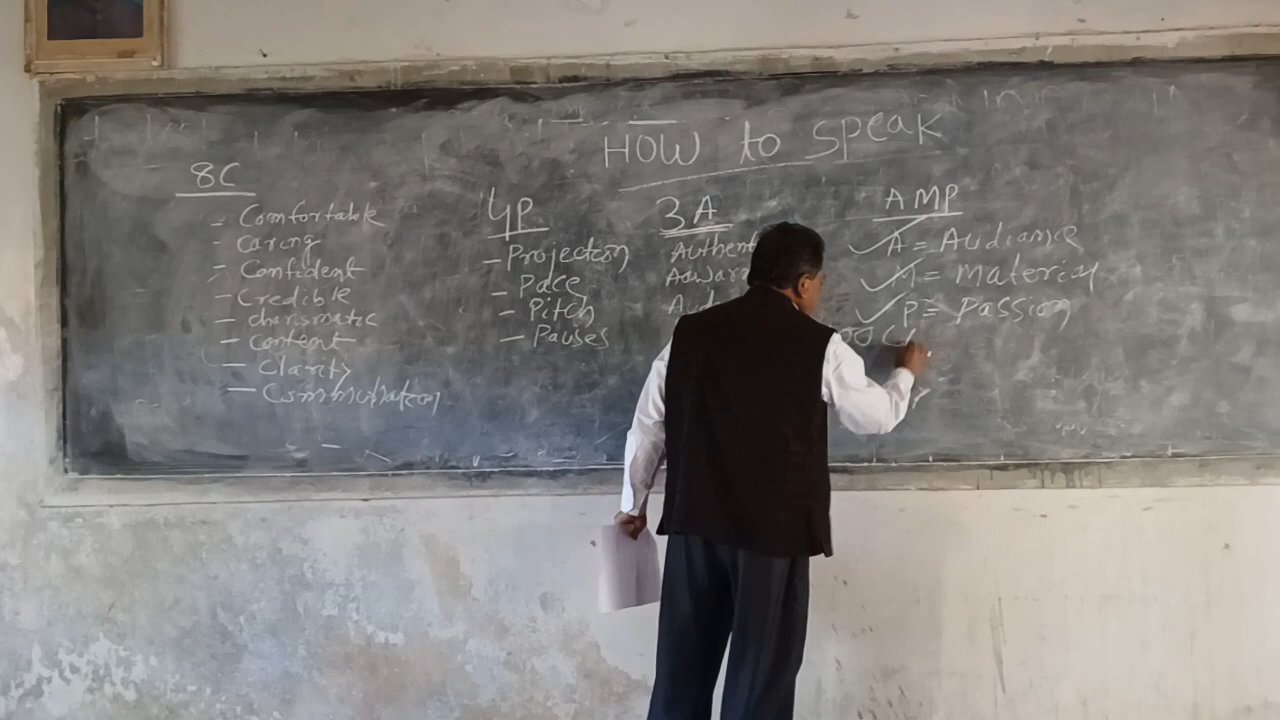 HOW to SPEAK
8C
- Comfortable
- Caring
- Confident
- Credible
- Charismatic
- Content
- Clarity
- Communication
4P
- Projection
- Pace
- Pitch
- Pauses
3A
Authent
Aware
Aud
AMP
A = Audiance
M = Material
P = Passion